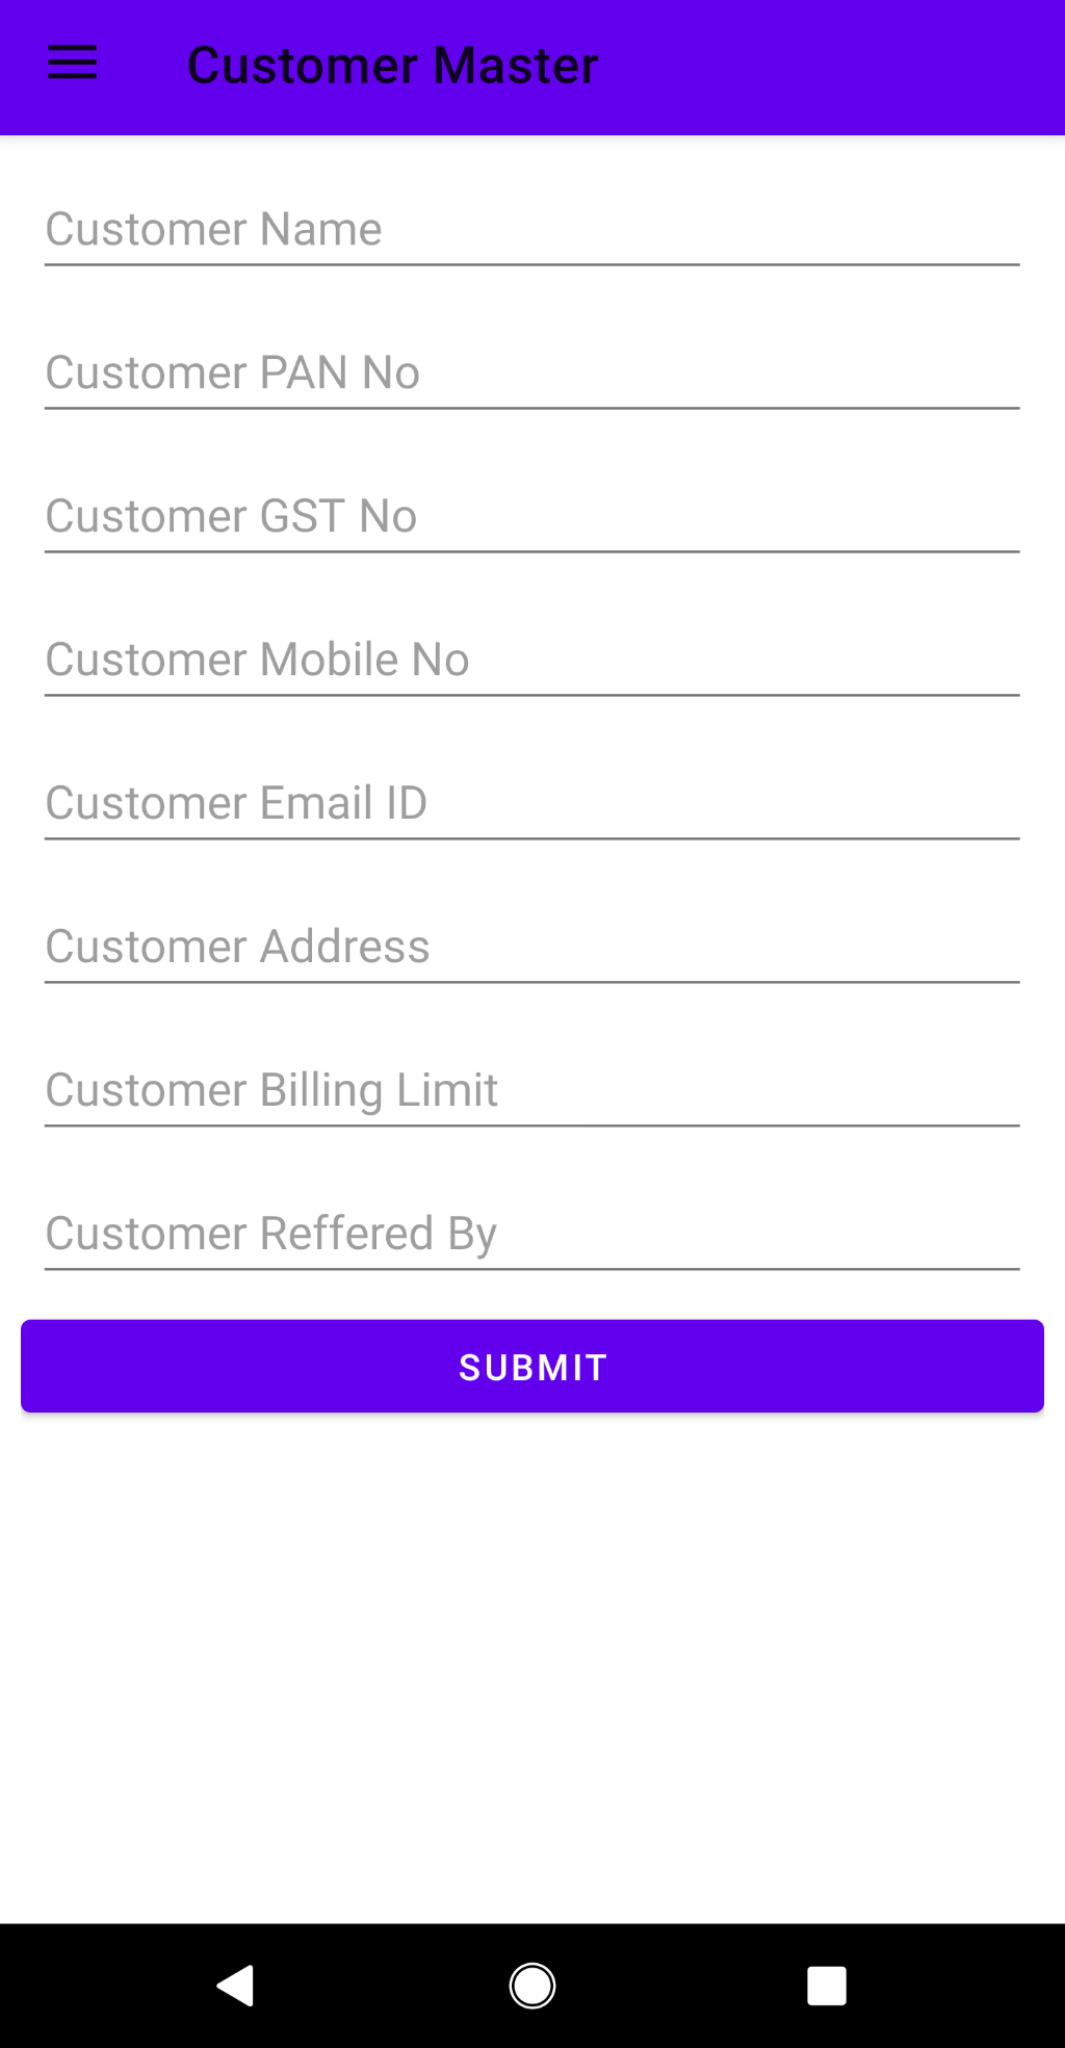 Customer Master
Customer Name
Customer PAN No
Customer GST No
Customer Mobile No
Customer Email ID
Customer Address
Customer Billing Limit
Customer Reffered By
SUBMIT